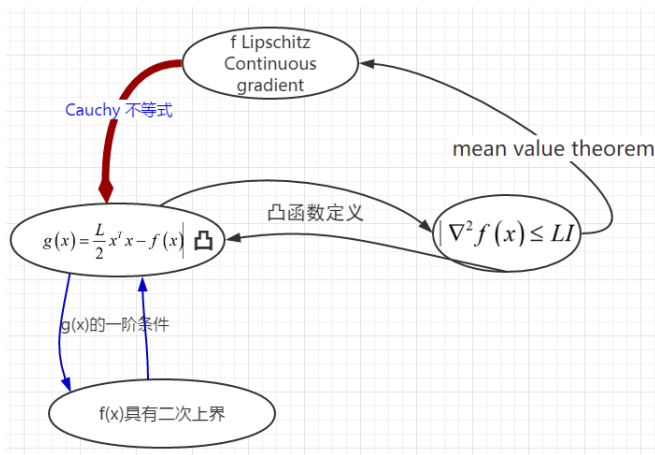 f Lipschitz
Continuous
gradient
Cauchy 不等式
mean value theorem
凸函数定义
g(x)=\frac{L}{2}x^T x-f(x)| 凸
|∇²f(x)≤LI
g(x)的一阶条件
f(x)具有二次上界